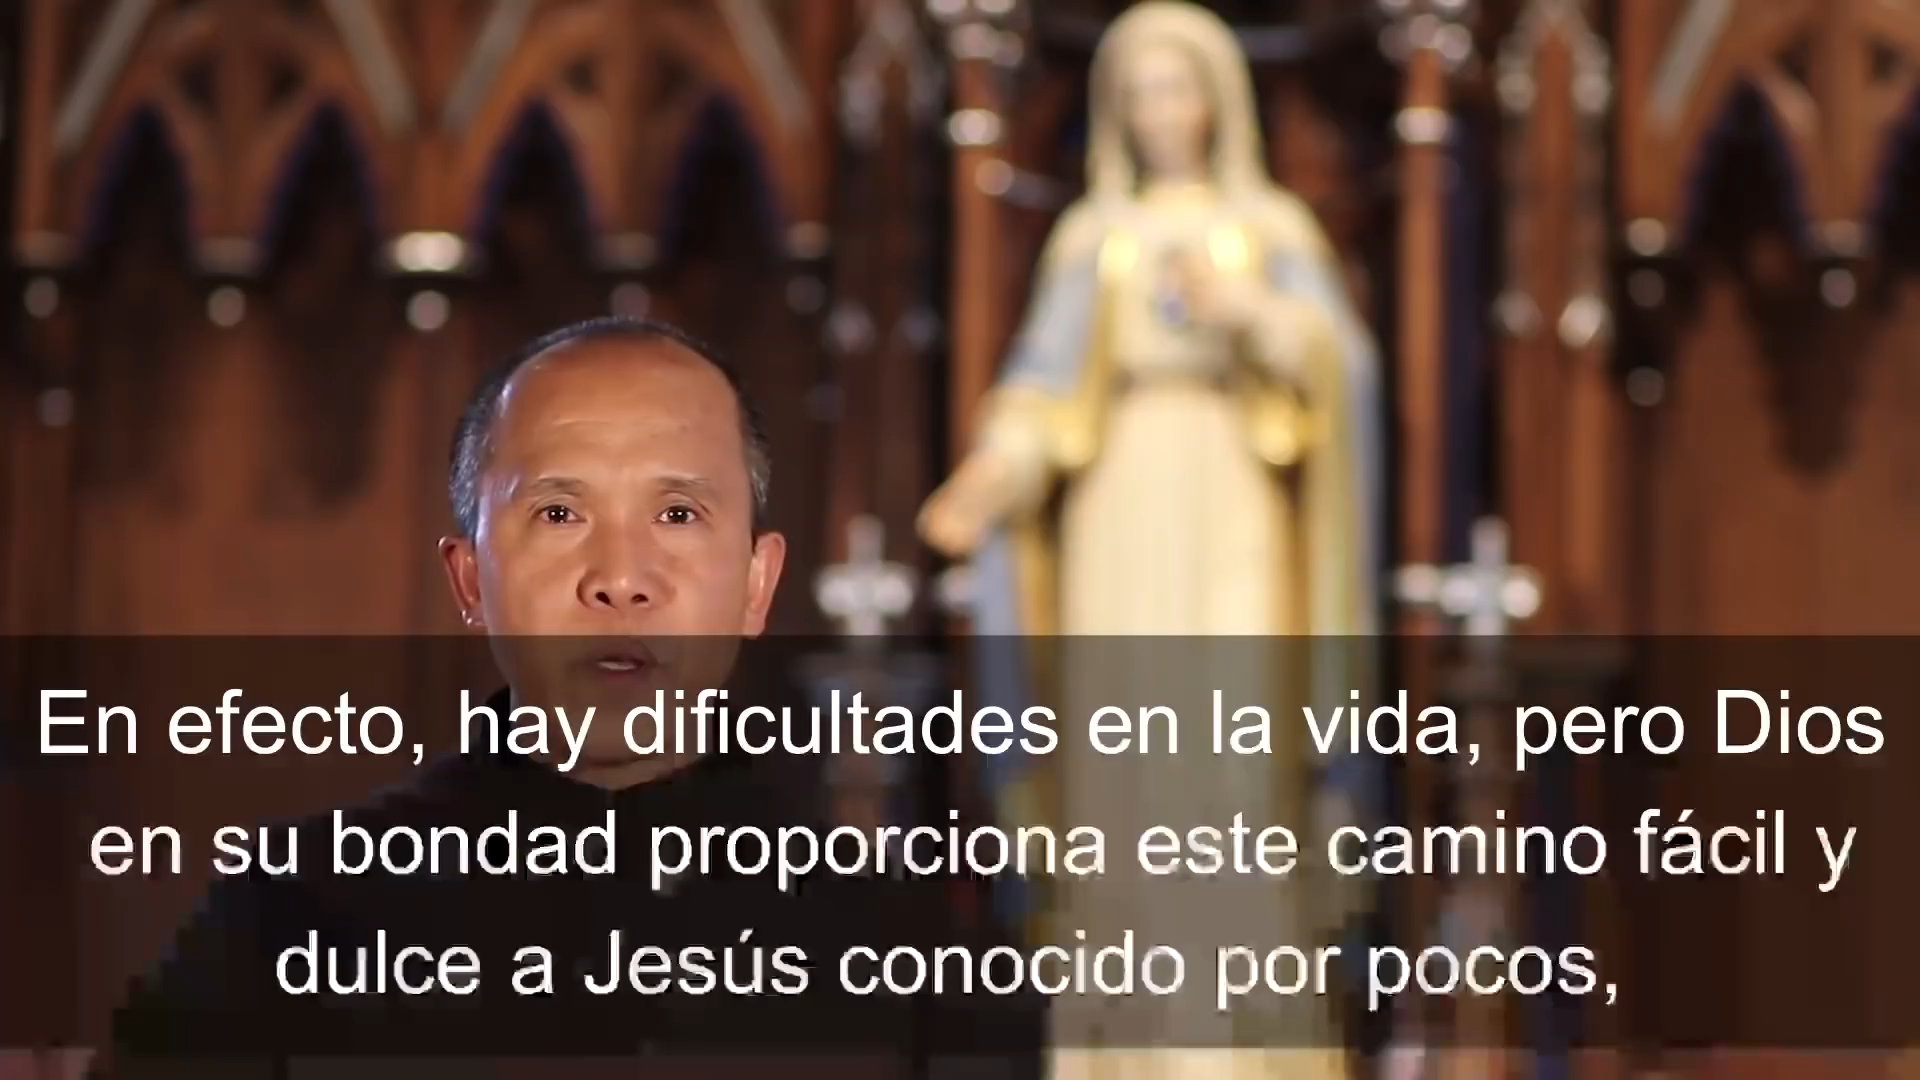 En efecto, hay dificultades en la vida, pero Dios
en su bondad proporciona este camino fácil y
dulce a Jesús conocido por pocos,